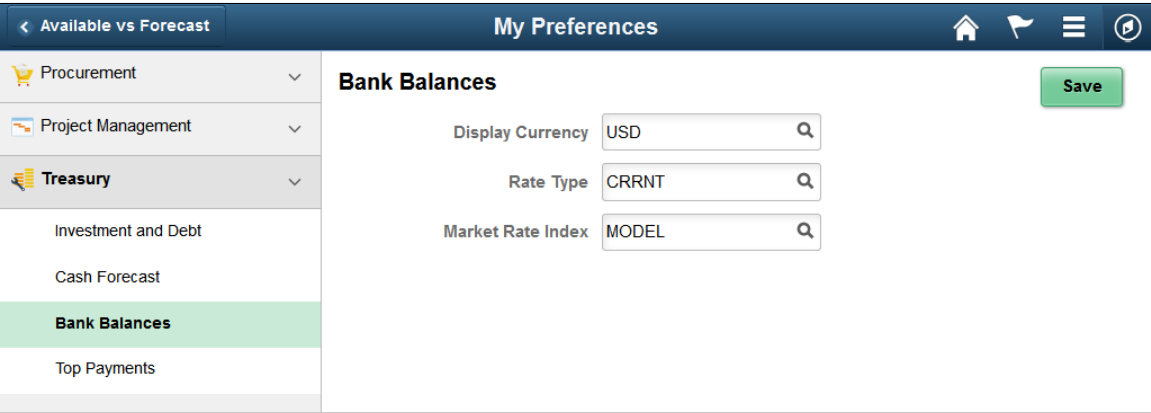 Available vs Forecast
My Preferences
Procurement
Project Management
Treasury
Investment and Debt
Cash Forecast
Bank Balances
Top Payments
Bank Balances
Save
Display Currency USD
Rate Type CRRNT
Market Rate Index MODEL